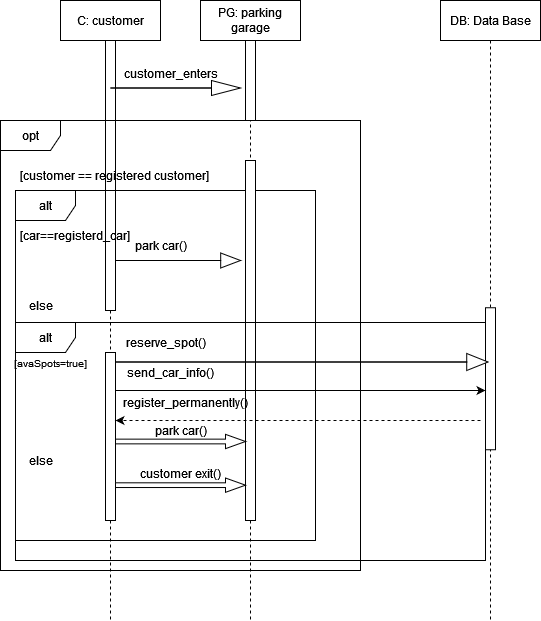 C: customer
PG: parking
garage
DB: Data Base
customer_enters
opt
[customer == registered customer]
alt
[car==registerd_car]
park car()
else
alt
reserve_spot()
[avaSpots=true]
send_car_info()
register_permanently()
park car()
else
customer exit()